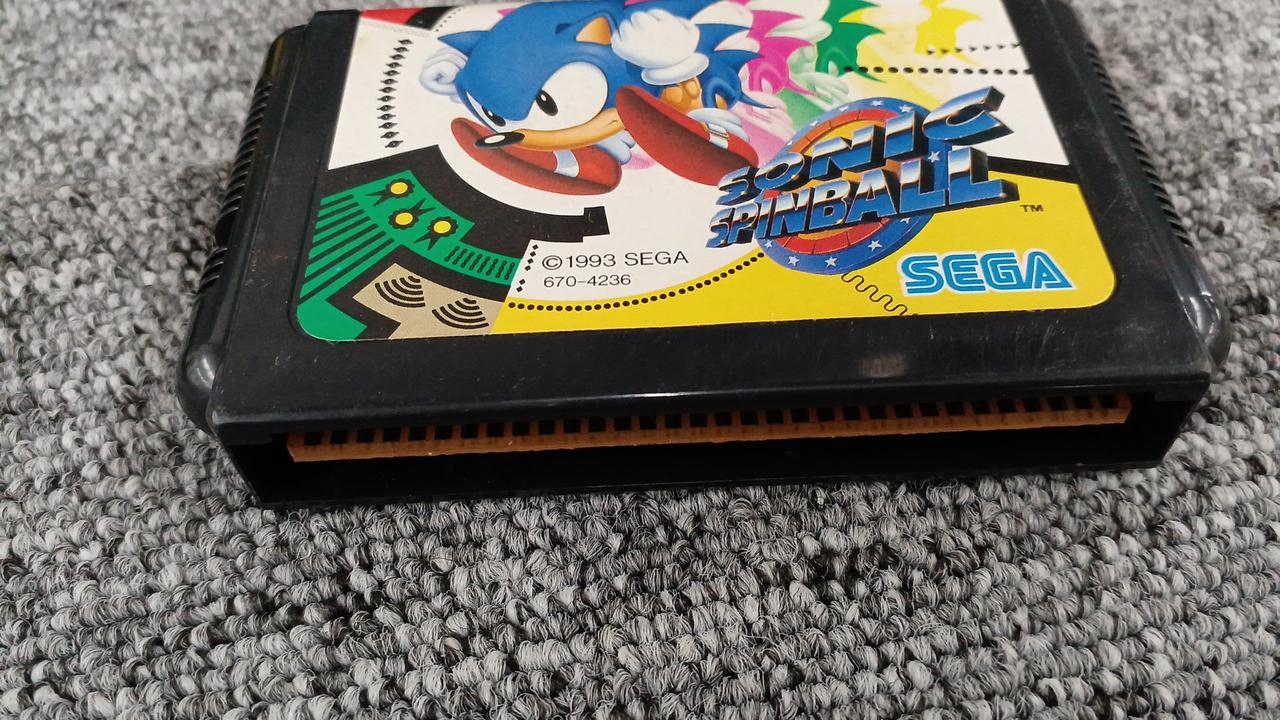 SONIC
SPINBALL
TM
©1993 SEGA
670-4236
SEGA